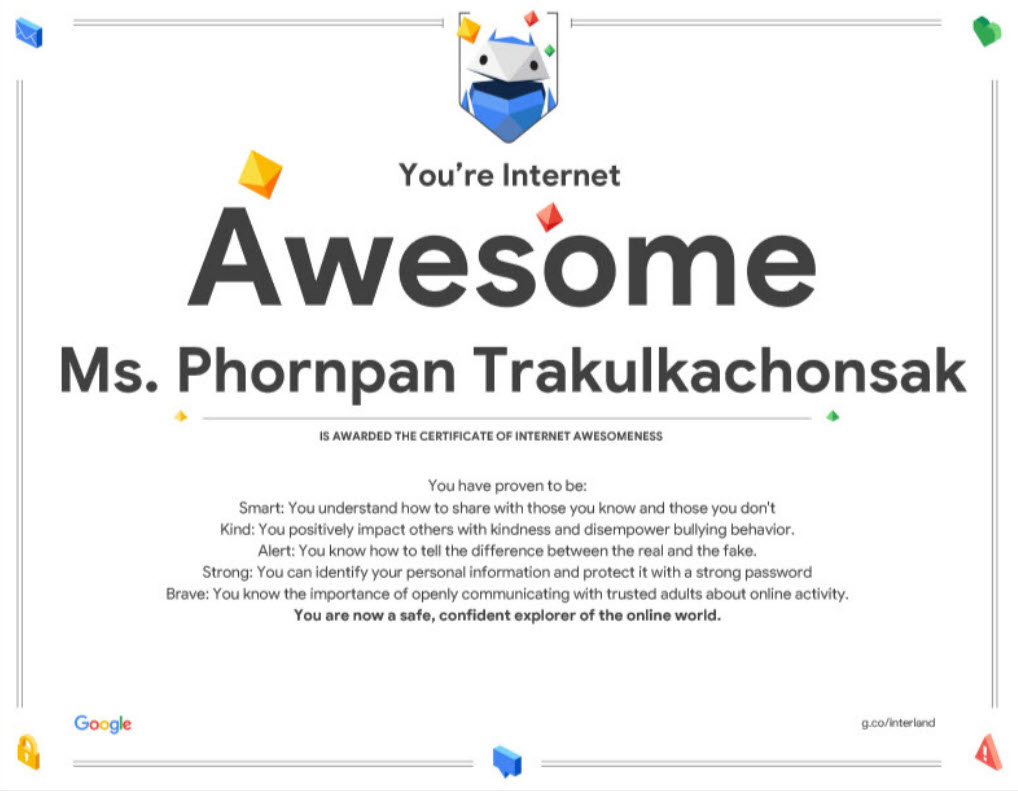 You're Internet
Awesome
Ms. Phornpan Trakulkachonsak
IS AWARDED THE CERTIFICATE OF INTERNET AWESOMENESS
You have proven to be:
Smart: You understand how to share with those you know and those you don't
Kind: You positively impact others with kindness and disempower bullying behavior.
Alert: You know how to tell the difference between the real and the fake.
Strong: You can identify your personal information and protect it with a strong password
Brave: You know the importance of openly communicating with trusted adults about online activity.
You are now a safe, confident explorer of the online world.
Google
g.co/interland